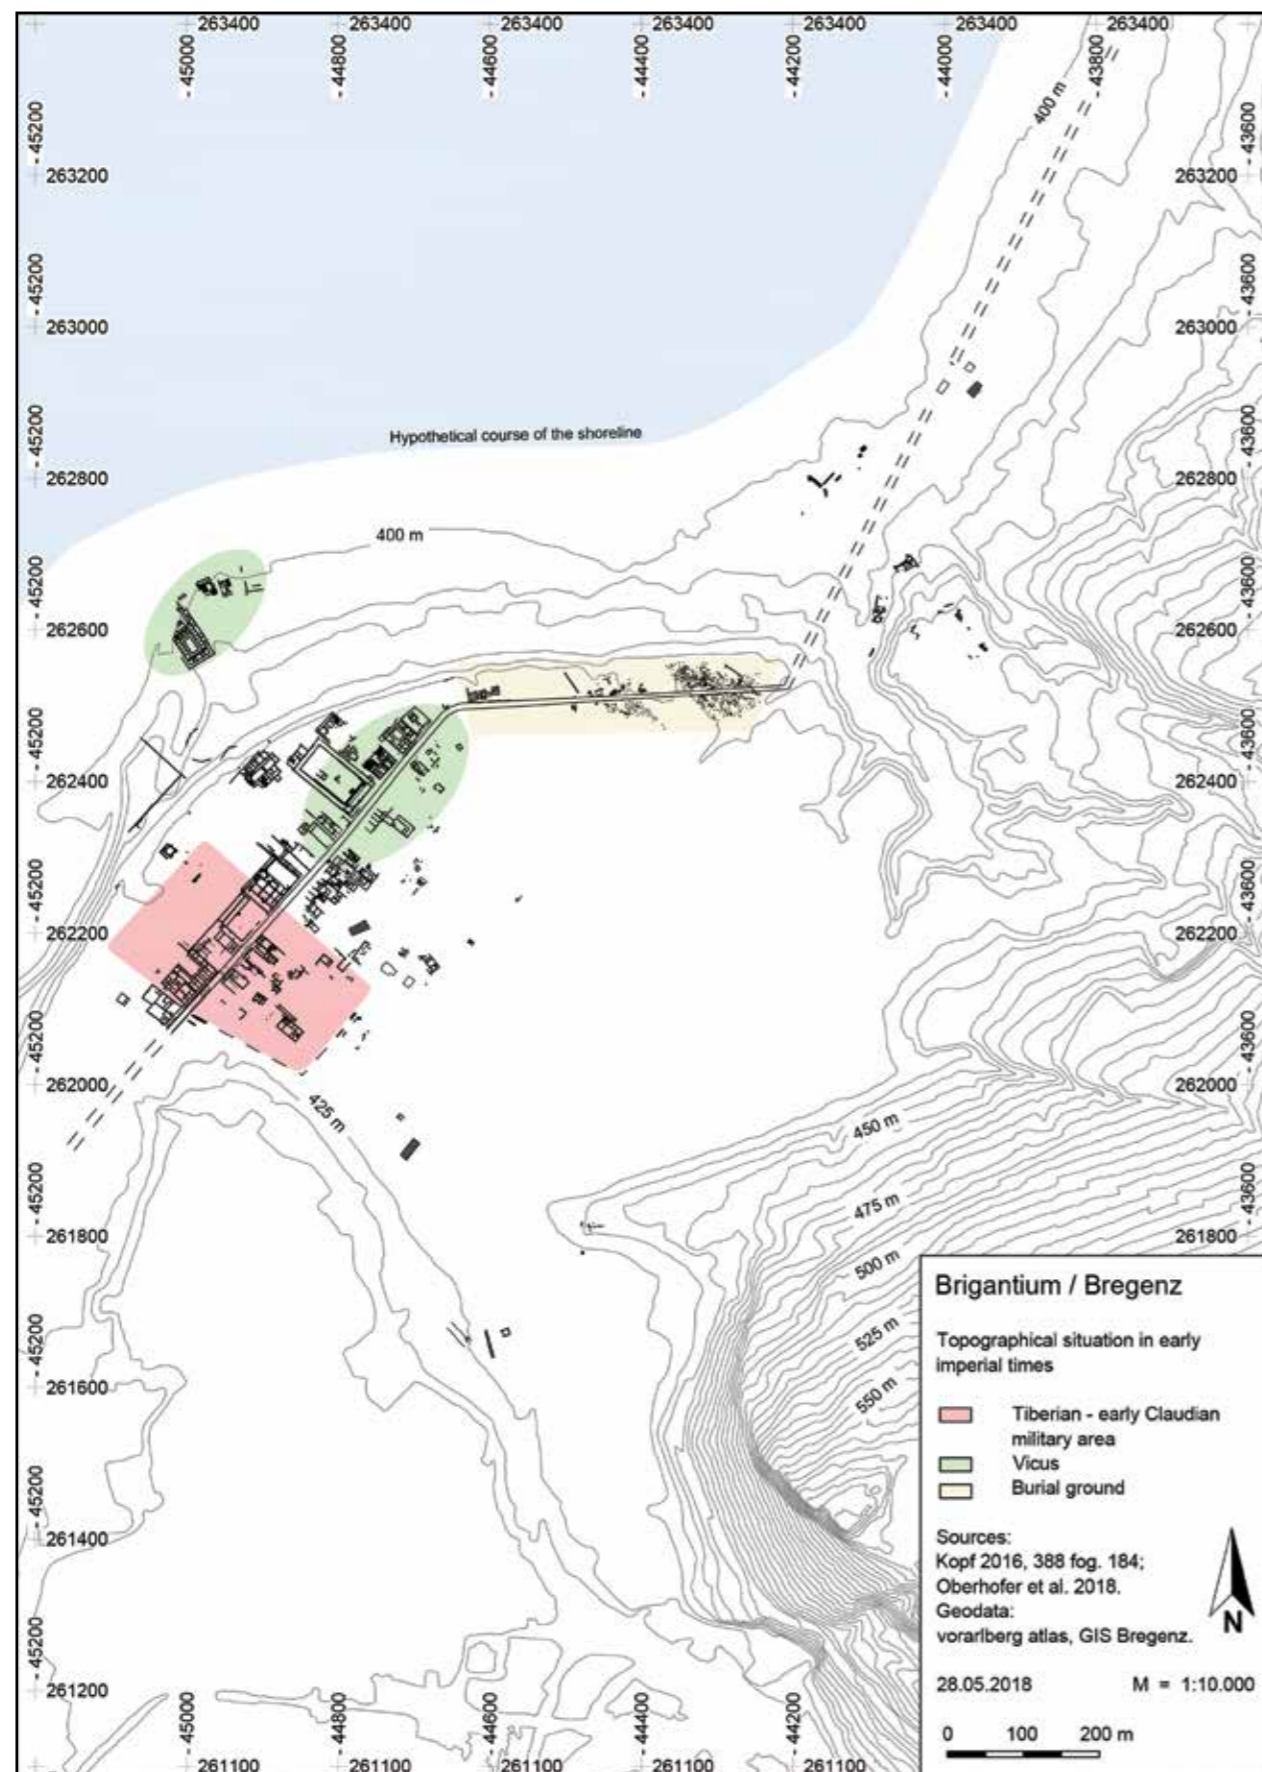 263400 263400 263400 263400 263400 263400 263400
- 45000 - 44800 - 44600 - 44400 - 44200 - 44000 - 43800
400 m
- 45200 - 43600
263200 263200
- 45200 - 43600
263000 263000
Hypothetical course of the shoreline
- 45200 - 43600
262800 262800
400 m
- 45200 - 43600
262600 262600
- 45200 - 43600
262400 262400
- 45200 - 43600
262200 262200
- 45200 - 43600
262000 262000
425 m
450 m
- 45200 - 43600
475 m
261800 261800
500 m
525 m
- 45200
550 m
261600
- 45200
261400
- 45200
261200
- 45000 - 44800 - 44600 - 44400 - 44200
261100 261100 261100 261100 261100
Brigantium / Bregenz
Topographical situation in early
imperial times
Tiberian - early Claudian
military area
Vicus
Burial ground
Sources:
Kopf 2016, 388 fog. 184;
Oberhofer et al. 2018.
Geodata:
vorarlberg atlas, GIS Bregenz.
N
28.05.2018 M = 1:10.000
0 100 200 m